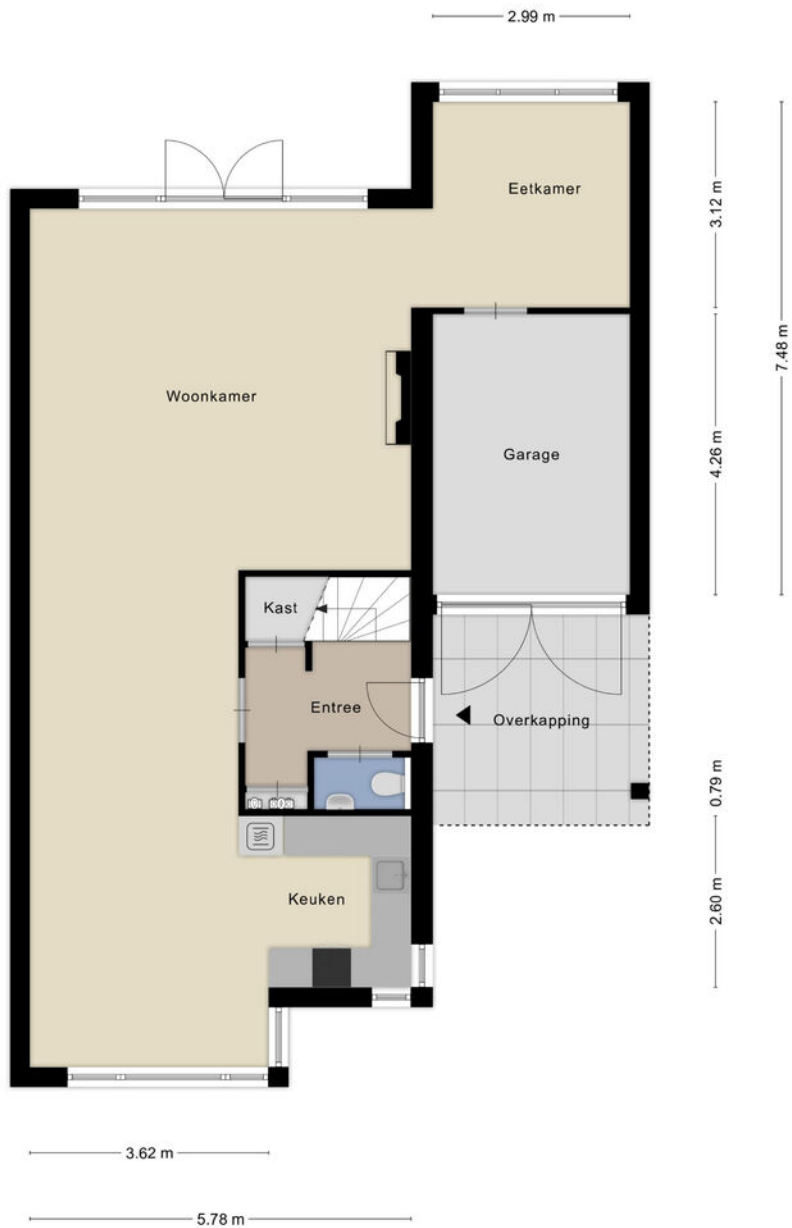 2.99 m
Eetkamer
3.12 m
7.48 m
Woonkamer
Garage
4.26 m
Kast
Entree
Overkapping
0.79 m
Keuken
2.60 m
3.62 m
5.78 m